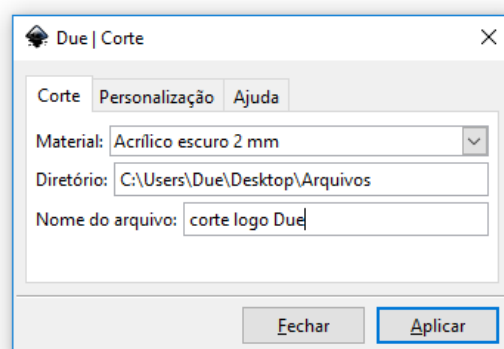 Due | Corte
Corte Personalização Ajuda
Material: Acrílico escuro 2 mm
Diretório: C:\Users\Due\Desktop\Arquivos
Nome do arquivo: corte logo Due
Fechar Aplicar